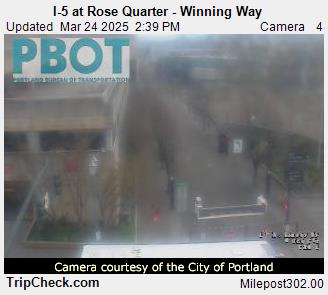 I-5 at Rose Quarter - Winning Way
Updated Mar 24 2025 2:39 PM Camera 4
PBOT
PORTLAND BUREAU OF TRANSPORTATION
Camera courtesy of the City of Portland
TripCheck.com Milepost302.00